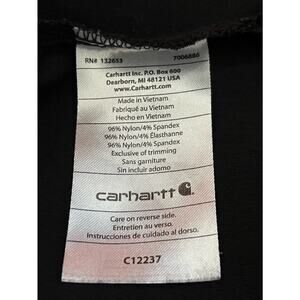 RN# 132653 7006886
Carhartt Inc. P.O. Box 600
Dearborn, MI 48121 USA
www.Carhartt.com
Made in Vietnam
Fabriqué au Vietnam
Hecho en Vietnam
96% Nylon/4% Spandex
96% Nylon/4% Élasthanne
96% Nylon/4% Spandex
Exclusive of trimming
Sans garniture
Sin incluir adorno
carhartt
Care on reverse side.
Entretien au verso.
Instrucciones de cuidado al dorso.
C12237